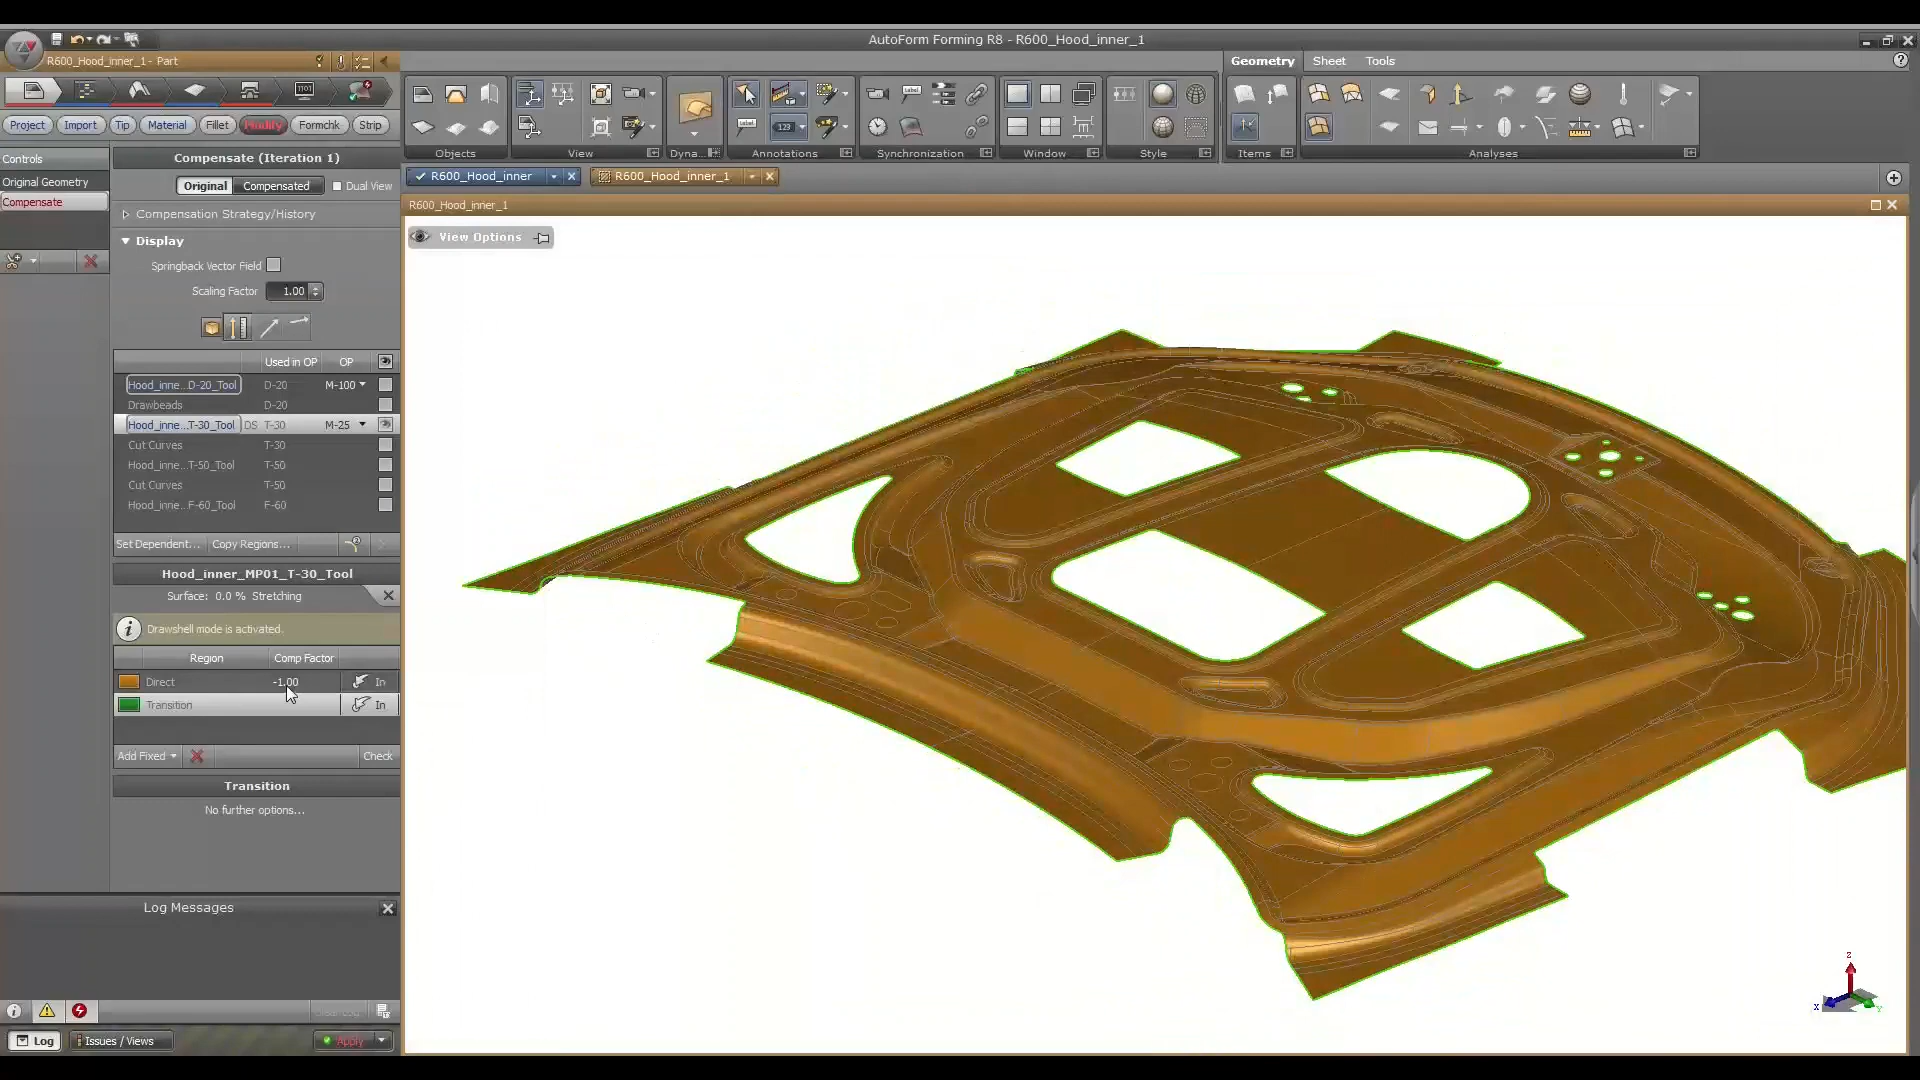 AutoForm Forming R8 - R600_Hood_inner_1
R600_Hood_inner_1 - Part
Geometry Sheet Tools
Project Import Tip Material Fillet Modify Formchk Strip
Objects View Dyna... Annotations Synchronization Window Style Items Analyses
Controls
Original Geometry
Compensate
Compensate (Iteration 1)
Original Compensated Dual View
Compensation Strategy/History
Display
Springback Vector Field
Scaling Factor 1.00
Used in OP OP
Hood_inne...D-20_Tool D-20 M-100
Drawbeads D-20
Hood_inne...T-30_Tool DS T-30 M-25
Cut Curves T-30
Hood_inne...T-50_Tool T-50
Cut Curves T-50
Hood_inne...F-60_Tool F-60
Set Dependent... Copy Regions...
Hood_inner_MP01_T-30_Tool
Surface: 0.0 % Stretching
Drawshell mode is activated.
Region Comp Factor
Direct -1.00 In
Transition In
Add Fixed Check
Transition
No further options...
Log Messages
Clear Log
Log Issues / Views Apply
R600_Hood_inner R600_Hood_inner_1
R600_Hood_inner_1
View Options
Z
X
Y